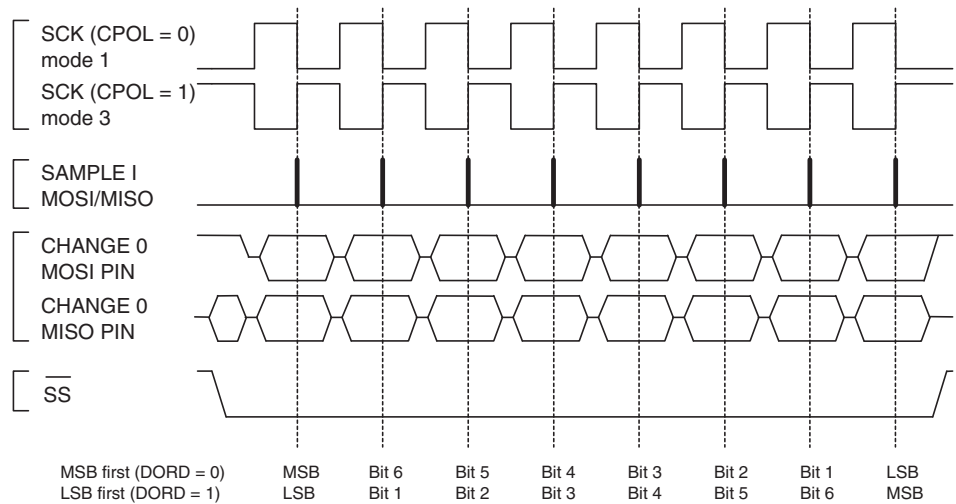 SCK (CPOL = 0)
mode 1
SCK (CPOL = 1)
mode 3
SAMPLE I
MOSI/MISO
CHANGE 0
MOSI PIN
CHANGE 0
MISO PIN
SS
MSB first (DORD = 0) MSB Bit 6 Bit 5 Bit 4 Bit 3 Bit 2 Bit 1 LSB
LSB first (DORD = 1) LSB Bit 1 Bit 2 Bit 3 Bit 4 Bit 5 Bit 6 MSB